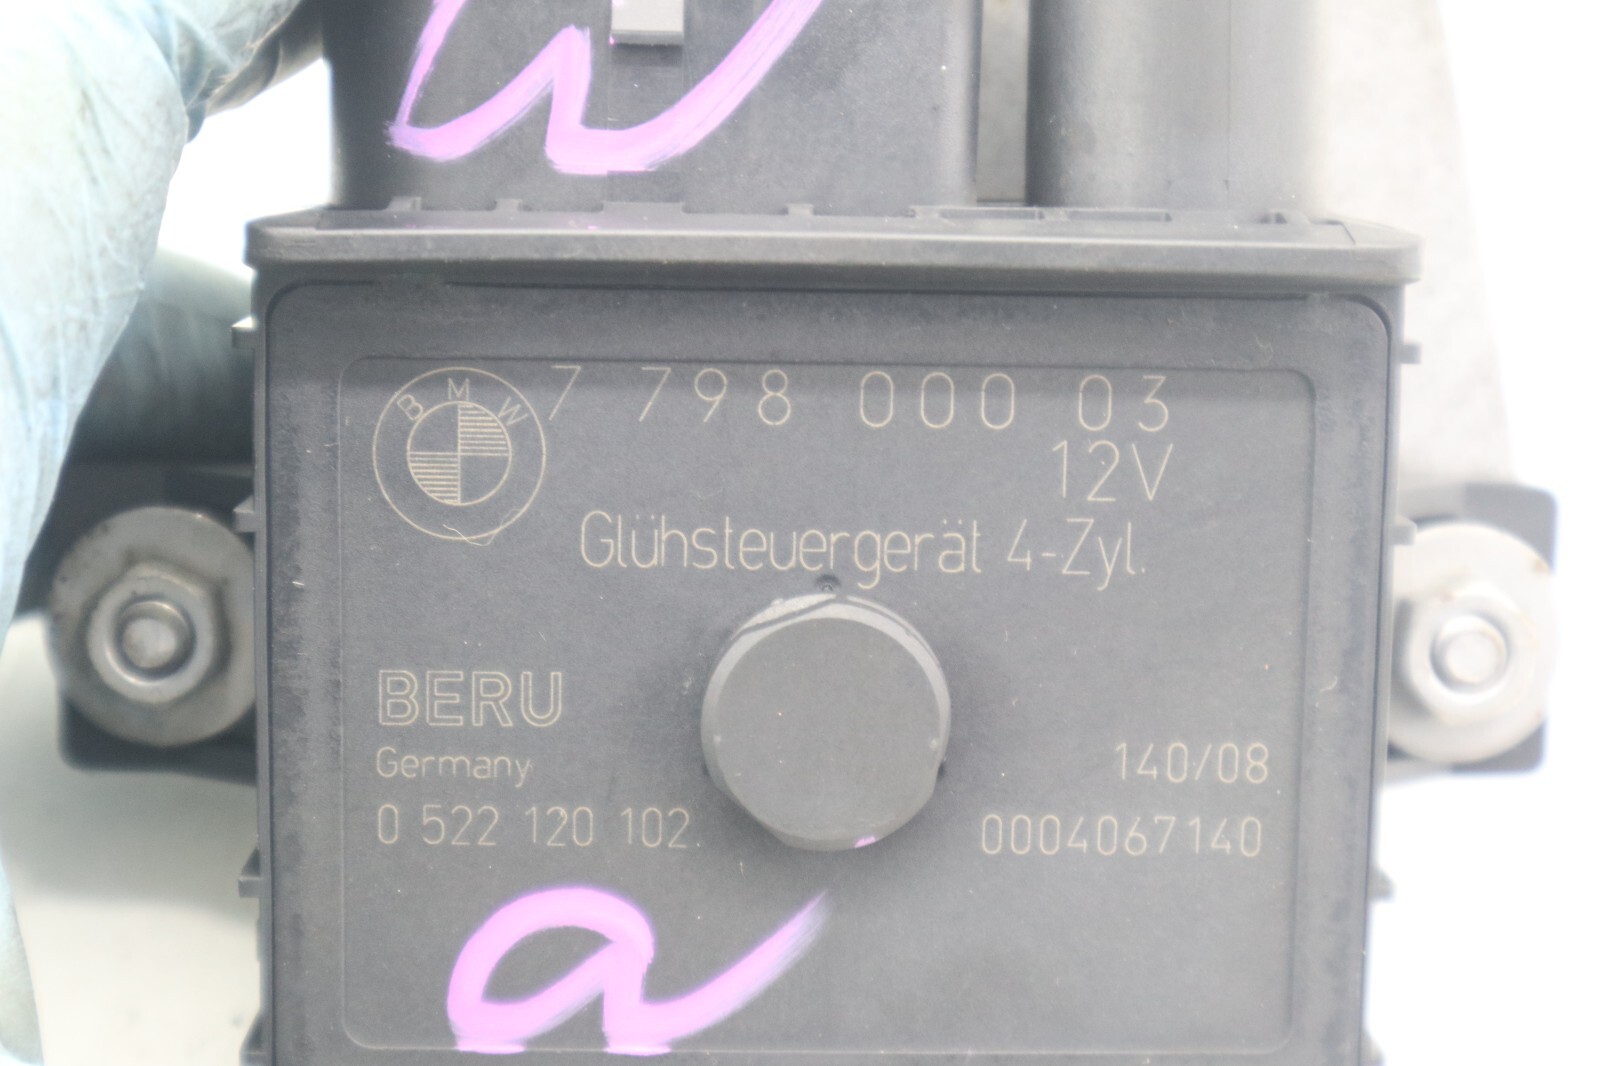 BMW
7 798 000 03
12V
Glühsteuergerät 4-Zyl.
BERU
Germany
140/08
0 522 120 102
0004067140
a